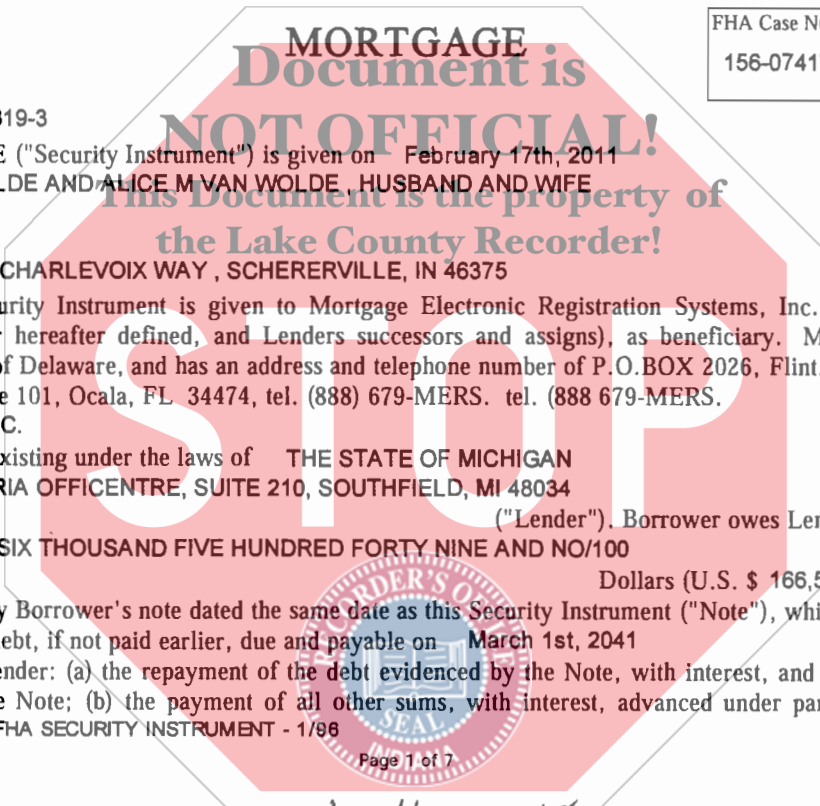 MORTGAGE
FHA Case N
156-0741
Document is
NOT OFFICIAL!
This Document is the property of
the Lake County Recorder!
319-3
E ("Security Instrument") is given on February 17th, 2011
LDE AND ALICE M VAN WOLDE , HUSBAND AND WIFE
CHARLEVOIX WAY , SCHERERVILLE, IN 46375
urity Instrument is given to Mortgage Electronic Registration Systems, Inc.
r hereafter defined, and Lenders successors and assigns), as beneficiary. M
of Delaware, and has an address and telephone number of P.O.BOX 2026, Flint,
e 101, Ocala, FL 34474, tel. (888) 679-MERS. tel. (888 679-MERS.
C.
xisting under the laws of THE STATE OF MICHIGAN
RIA OFFICENTRE, SUITE 210, SOUTHFIELD, MI 48034
("Lender"). Borrower owes Len
SIX THOUSAND FIVE HUNDRED FORTY NINE AND NO/100
Dollars (U.S. $ 166,5
y Borrower's note dated the same date as this Security Instrument ("Note"), whi
ebt, if not paid earlier, due and payable on March 1st, 2041
ender: (a) the repayment of the debt evidenced by the Note, with interest, and
e Note; (b) the payment of all other sums, with interest, advanced under par
FHA SECURITY INSTRUMENT - 1/96
Page 1 of 7
STOP
RECORDER'S OFFICE
SEAL
INDIANA